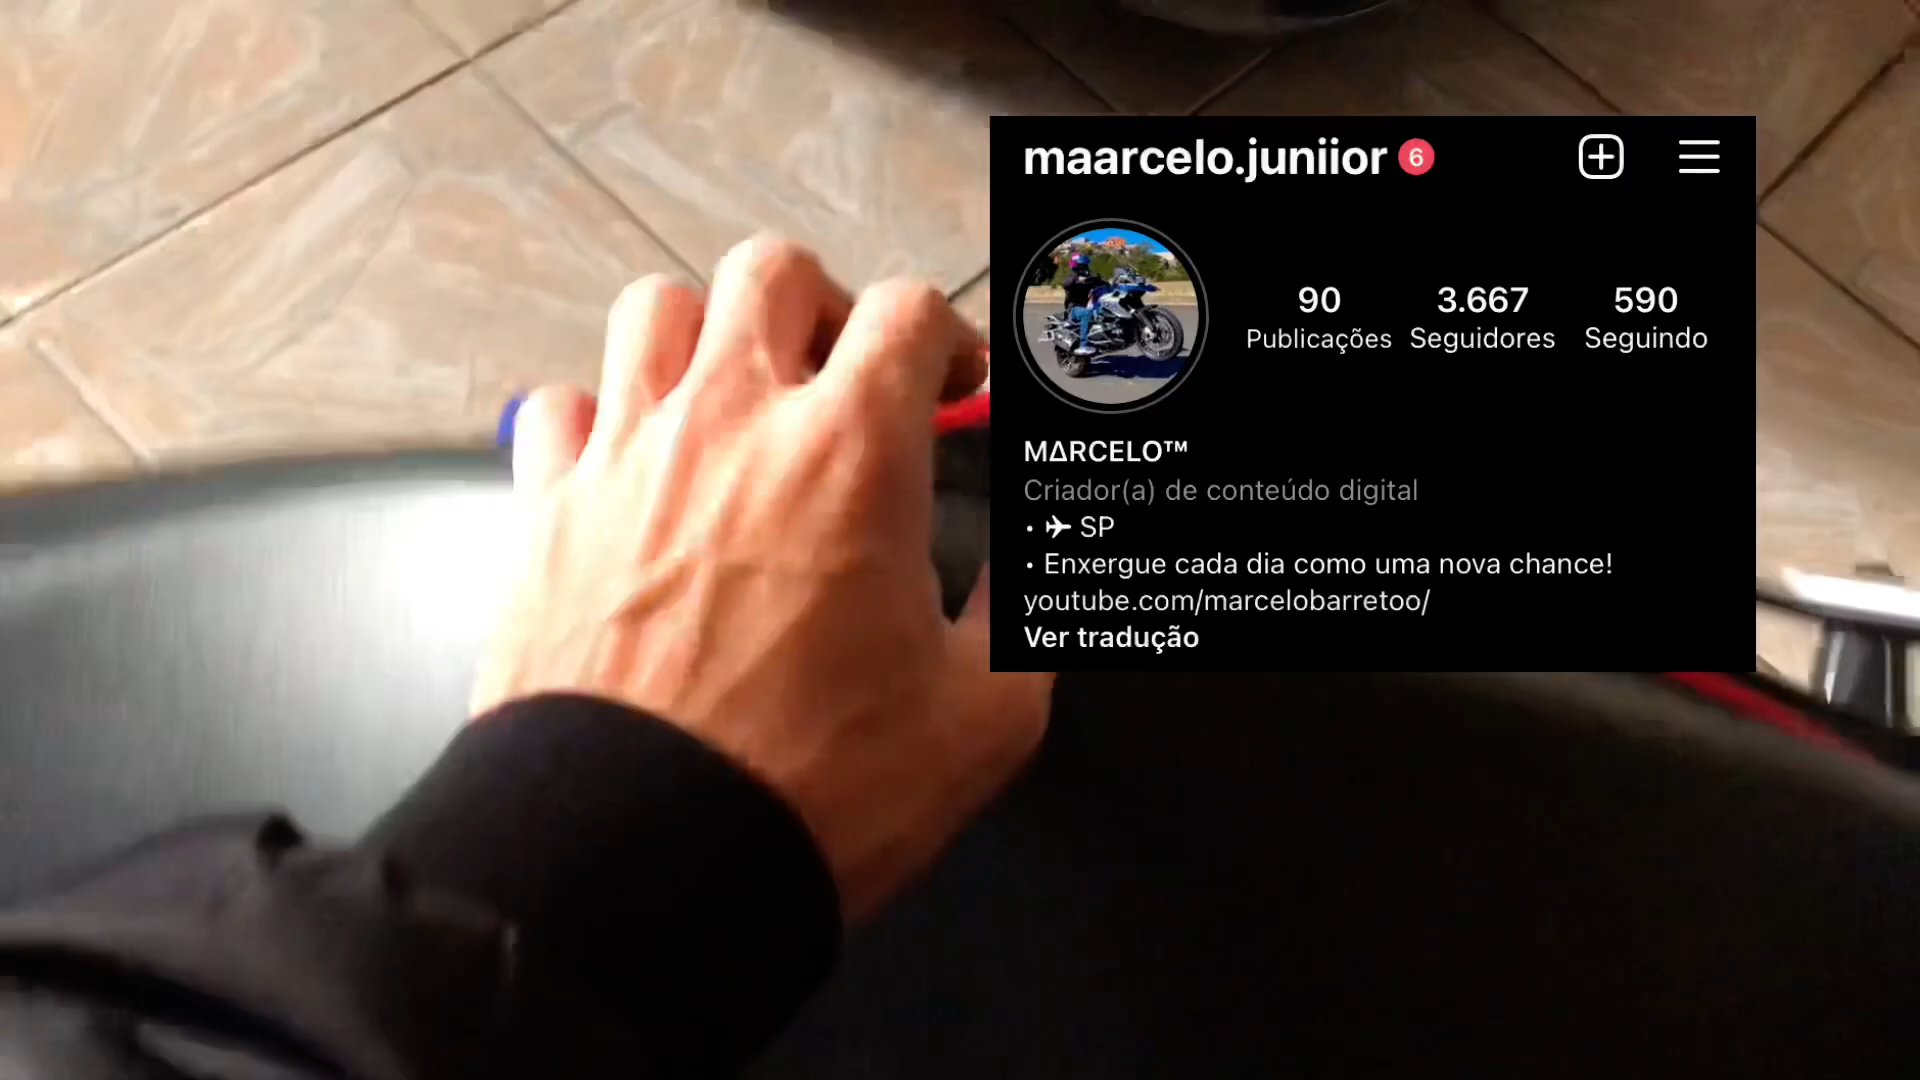 maarcelo.juniior 6
90 3.667 590
Publicações Seguidores Seguindo
MΔRCELO™
Criador(a) de conteúdo digital
• ✈ SP
• Enxergue cada dia como uma nova chance!
youtube.com/marcelobarretoo/
Ver tradução